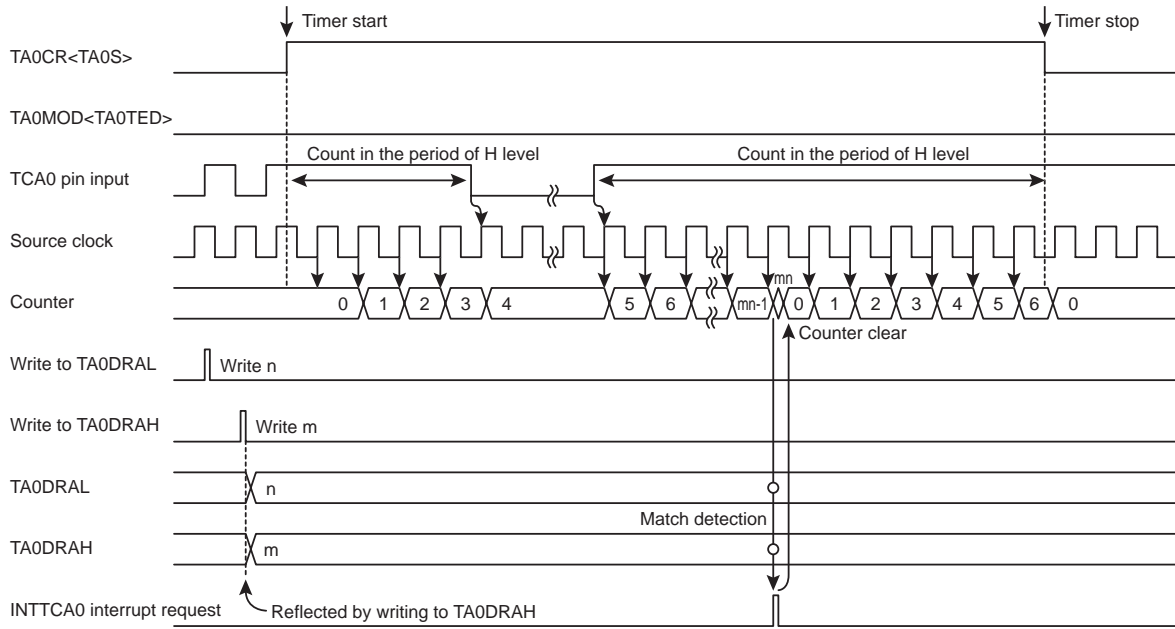 Timer start
Timer stop
TA0CR<TA0S>
TA0MOD<TA0TED>
Count in the period of H level
Count in the period of H level
TCA0 pin input
Source clock
mn
Counter
0 1 2 3 4 5 6 mn-1 0 1 2 3 4 5 6 0
Counter clear
Write to TA0DRAL
Write n
Write to TA0DRAH
Write m
TA0DRAL
n
Match detection
TA0DRAH
m
INTTCA0 interrupt request
Reflected by writing to TA0DRAH